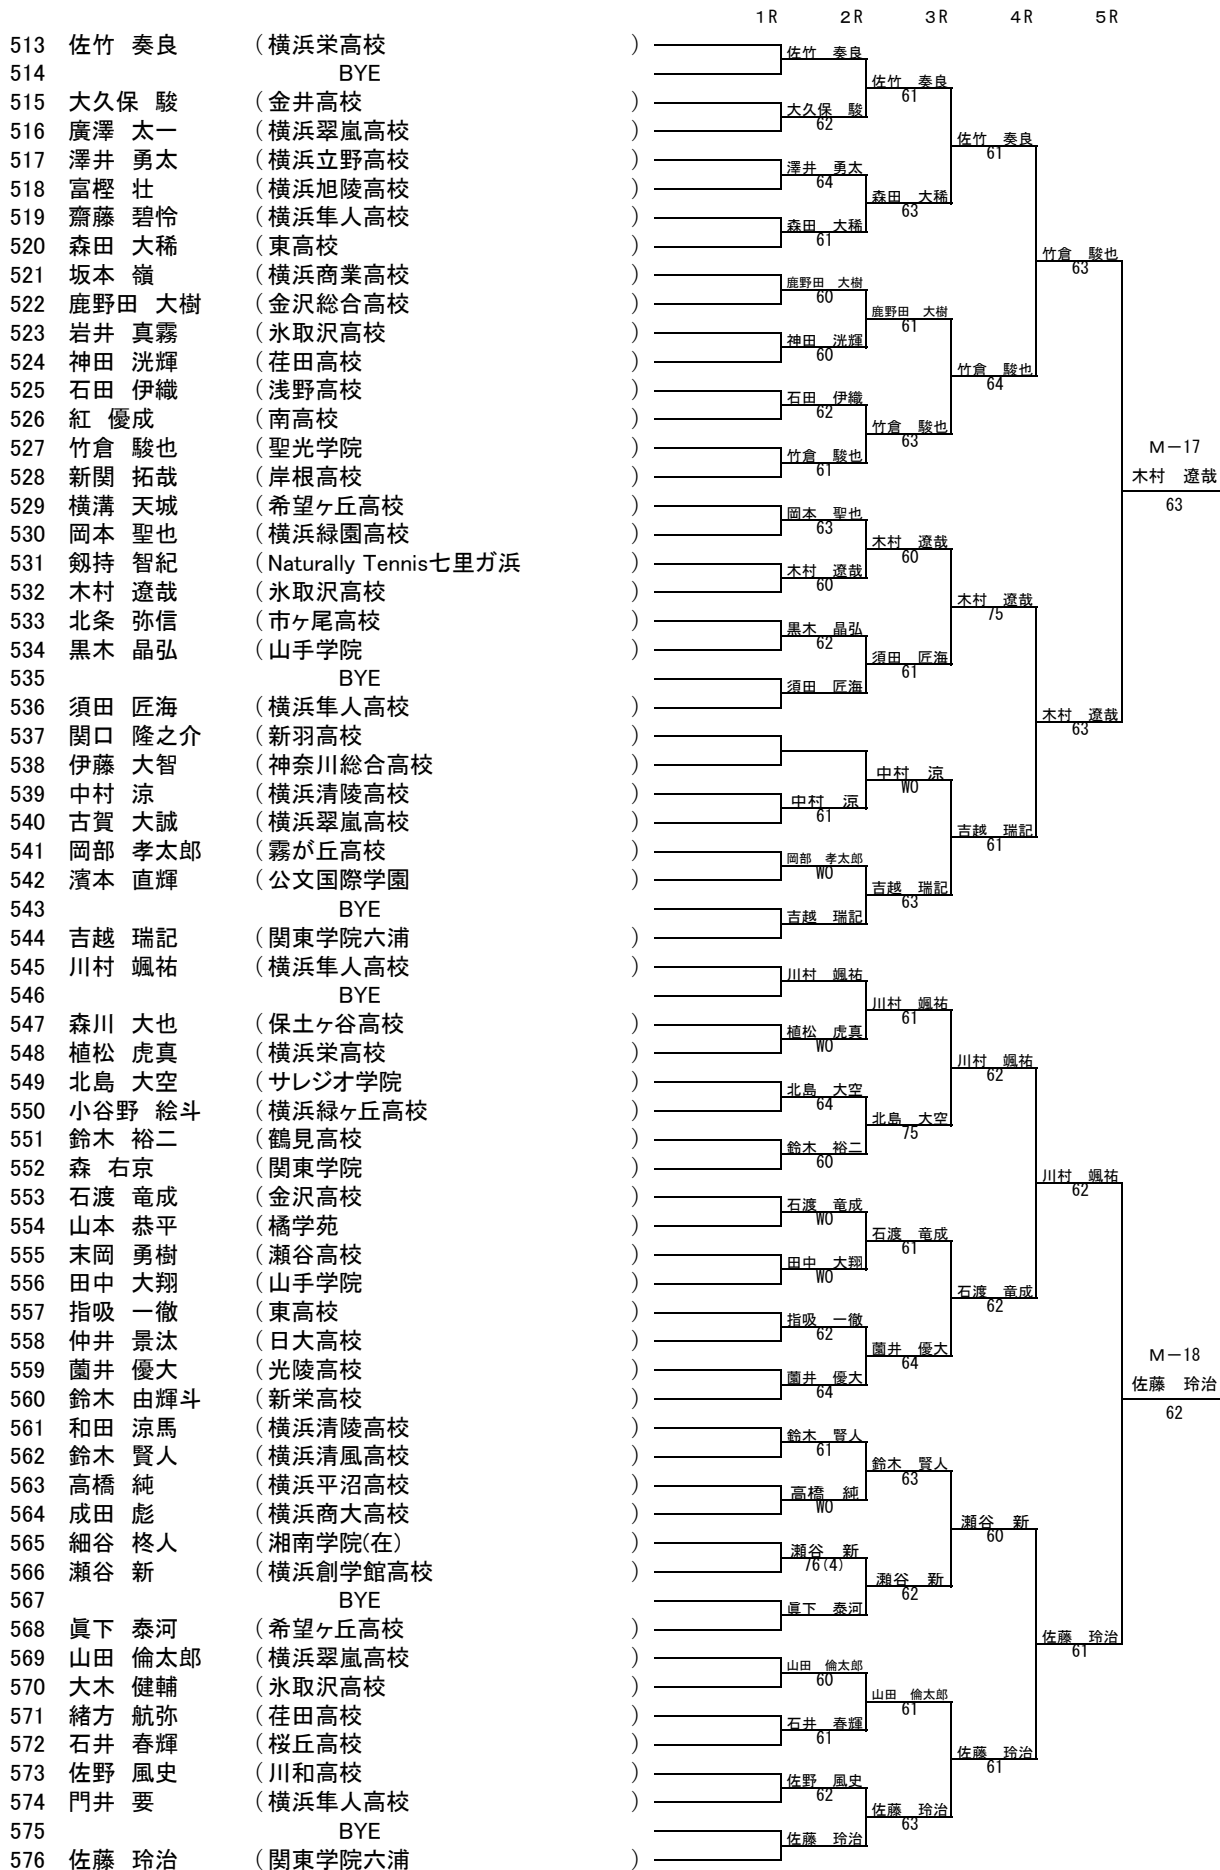 1R 2R 3R 4R 5R
513 佐竹 奏良 （横浜栄高校 ）
514 BYE
515 大久保 駿 （金井高校 ）
516 廣澤 太一 （横浜翠嵐高校 ）
517 澤井 勇太 （横浜立野高校 ）
518 富樫 壮 （横浜旭陵高校 ）
519 齋藤 碧怜 （横浜隼人高校 ）
520 森田 大稀 （東高校 ）
521 坂本 嶺 （横浜商業高校 ）
522 鹿野田 大樹 （金沢総合高校 ）
523 岩井 真霧 （氷取沢高校 ）
524 神田 洸輝 （荏田高校 ）
525 石田 伊織 （浅野高校 ）
526 紅 優成 （南高校 ）
527 竹倉 駿也 （聖光学院 ）
528 新関 拓哉 （岸根高校 ）
529 横溝 天城 （希望ヶ丘高校 ）
530 岡本 聖也 （横浜緑園高校 ）
531 剱持 智紀 （Naturally Tennis七里ガ浜 ）
532 木村 遼哉 （氷取沢高校 ）
533 北条 弥信 （市ヶ尾高校 ）
534 黒木 晶弘 （山手学院 ）
535 BYE
536 須田 匠海 （横浜隼人高校 ）
537 関口 隆之介 （新羽高校 ）
538 伊藤 大智 （神奈川総合高校 ）
539 中村 涼 （横浜清陵高校 ）
540 古賀 大誠 （横浜翠嵐高校 ）
541 岡部 孝太郎 （霧が丘高校 ）
542 濱本 直輝 （公文国際学園 ）
543 BYE
544 吉越 瑞記 （関東学院六浦 ）
545 川村 颯祐 （横浜隼人高校 ）
546 BYE
547 森川 大也 （保土ヶ谷高校 ）
548 植松 虎真 （横浜栄高校 ）
549 北島 大空 （サレジオ学院 ）
550 小谷野 絵斗 （横浜緑ヶ丘高校 ）
551 鈴木 裕二 （鶴見高校 ）
552 森 右京 （関東学院 ）
553 石渡 竜成 （金沢高校 ）
554 山本 恭平 （橘学苑 ）
555 末岡 勇樹 （瀬谷高校 ）
556 田中 大翔 （山手学院 ）
557 指吸 一徹 （東高校 ）
558 仲井 景汰 （日大高校 ）
559 薗井 優大 （光陵高校 ）
560 鈴木 由輝斗 （新栄高校 ）
561 和田 涼馬 （横浜清陵高校 ）
562 鈴木 賢人 （横浜清風高校 ）
563 高橋 純 （横浜平沼高校 ）
564 成田 彪 （横浜商大高校 ）
565 細谷 柊人 （湘南学院(在) ）
566 瀬谷 新 （横浜創学館高校 ）
567 BYE
568 眞下 泰河 （希望ヶ丘高校 ）
569 山田 倫太郎 （横浜翠嵐高校 ）
570 大木 健輔 （氷取沢高校 ）
571 緒方 航弥 （荏田高校 ）
572 石井 春輝 （桜丘高校 ）
573 佐野 風史 （川和高校 ）
574 門井 要 （横浜隼人高校 ）
575 BYE
576 佐藤 玲治 （関東学院六浦 ）
佐竹 奏良
大久保 駿
62
澤井 勇太
64
森田 大稀
61
鹿野田 大樹
60
神田 洸輝
60
石田 伊織
62
竹倉 駿也
61
岡本 聖也
63
木村 遼哉
60
黒木 晶弘
62
須田 匠海
中村 涼
61
岡部 孝太郎
WO
吉越 瑞記
川村 颯祐
植松 虎真
WO
北島 大空
64
鈴木 裕二
60
石渡 竜成
WO
田中 大翔
WO
指吸 一徹
62
薗井 優大
64
鈴木 賢人
61
高橋 純
WO
瀬谷 新
76(4)
眞下 泰河
山田 倫太郎
60
石井 春輝
61
佐野 風史
62
佐藤 玲治
佐竹 奏良
61
森田 大稀
63
鹿野田 大樹
61
竹倉 駿也
63
木村 遼哉
60
須田 匠海
61
中村 涼
WO
吉越 瑞記
63
川村 颯祐
61
北島 大空
75
石渡 竜成
61
薗井 優大
64
鈴木 賢人
63
瀬谷 新
62
山田 倫太郎
61
佐藤 玲治
63
佐竹 奏良
61
竹倉 駿也
64
木村 遼哉
75
吉越 瑞記
61
川村 颯祐
62
石渡 竜成
62
瀬谷 新
60
佐藤 玲治
61
竹倉 駿也
63
木村 遼哉
63
川村 颯祐
62
佐藤 玲治
61
M－17
木村 遼哉
63
M－18
佐藤 玲治
62